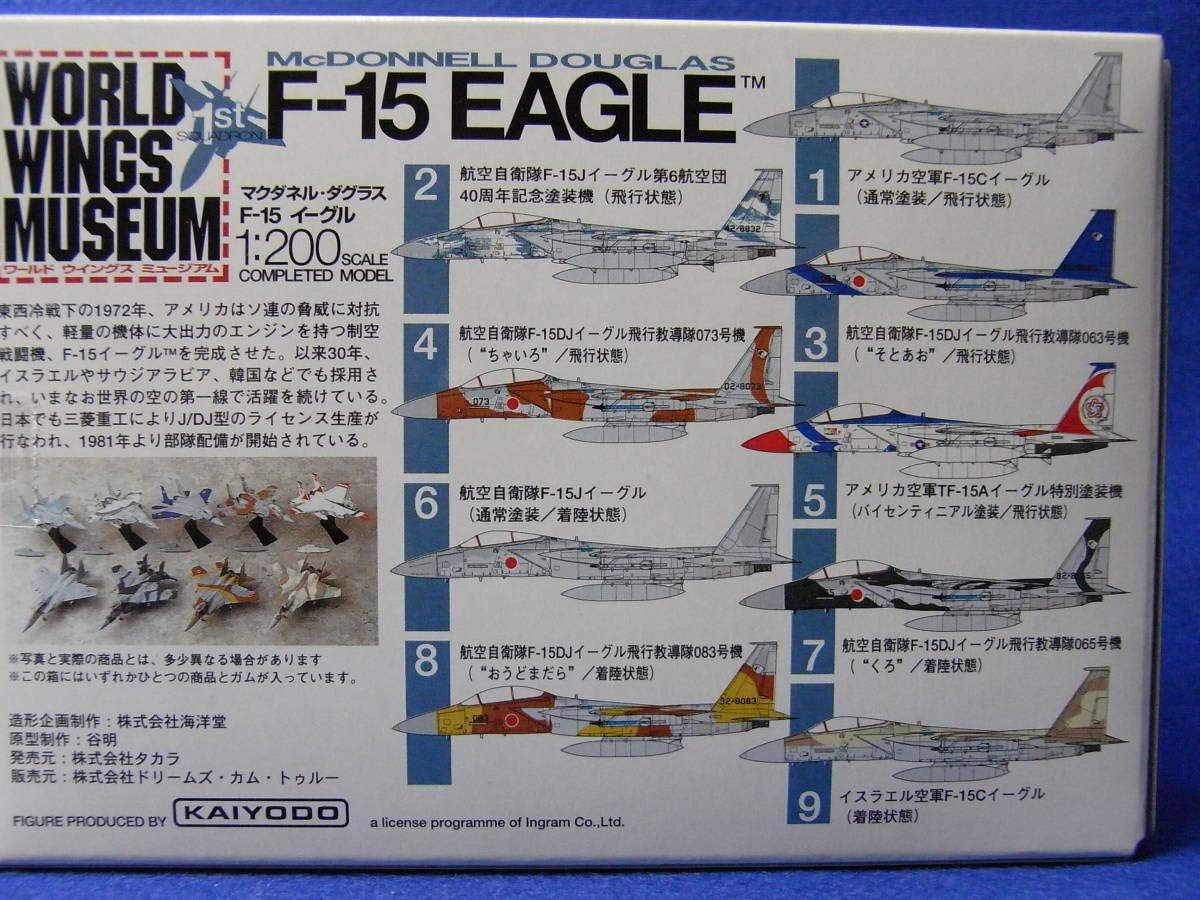 WORLD
WINGS
MUSEUM
ワールド ウイングス ミュージアム
1st
SQUADRON
McDONNELL DOUGLAS
F-15 EAGLE™
マクダネル・ダグラス
F-15 イーグル
1:200 SCALE
COMPLETED MODEL
東西冷戦下の1972年、アメリカはソ連の脅威に対抗
すべく、軽量の機体に大出力のエンジンを持つ制空
戦闘機、F-15イーグル™を完成させた。以来30年、
イスラエルやサウジアラビア、韓国などでも採用さ
れ、いまなお世界の空の第一線で活躍を続けている。
日本でも三菱重工によりJ/DJ型のライセンス生産が
行なわれ、1981年より部隊配備が開始されている。
※写真と実際の商品とは、多少異なる場合があります
※この箱にはいずれかひとつの商品とガムが入っています。
造形企画制作：株式会社海洋堂
原型制作：谷明
発売元：株式会社タカラ
販売元：株式会社ドリームズ・カム・トゥルー
FIGURE PRODUCED BY KAIYODO
a license programme of Ingram Co.,Ltd.
1
アメリカ空軍F-15Cイーグル
（通常塗装／飛行状態）
2
航空自衛隊F-15Jイーグル第6航空団
40周年記念塗装機（飛行状態）
42-8832
3
航空自衛隊F-15DJイーグル飛行教導隊063号機
（“そとあお”／飛行状態）
4
航空自衛隊F-15DJイーグル飛行教導隊073号機
（“ちゃいろ”／飛行状態）
073
02-8073
5
アメリカ空軍TF-15Aイーグル特別塗装機
（バイセンティニアル塗装／飛行状態）
6
航空自衛隊F-15Jイーグル
（通常塗装／着陸状態）
7
航空自衛隊F-15DJイーグル飛行教導隊065号機
（“くろ”／着陸状態）
8
航空自衛隊F-15DJイーグル飛行教導隊083号機
（“おうどまだら”／着陸状態）
083
32-8083
9
イスラエル空軍F-15Cイーグル
（着陸状態）